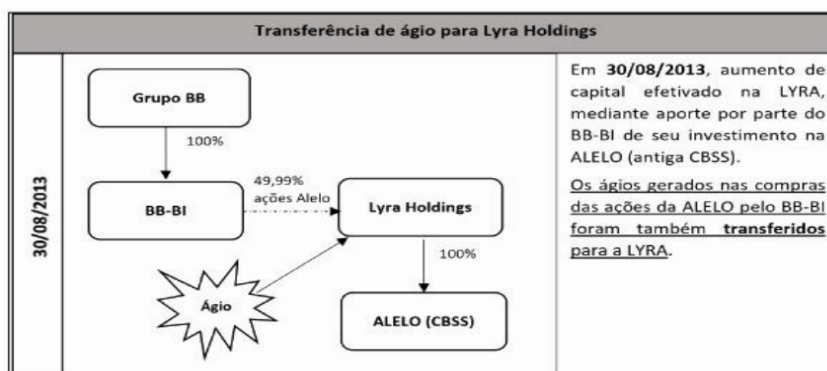 Transferência de ágio para Lyra Holdings
30/08/2013
Grupo BB
100%
BB-BI
49,99%
ações Alelo
Lyra Holdings
100%
Ágio
ALELO (CBSS)
Em 30/08/2013, aumento de
capital efetivado na LYRA,
mediante aporte por parte do
BB-BI de seu investimento na
ALELO (antiga CBSS).
Os ágios gerados nas compras
das ações da ALELO pelo BB-BI
foram também transferidos
para a LYRA.